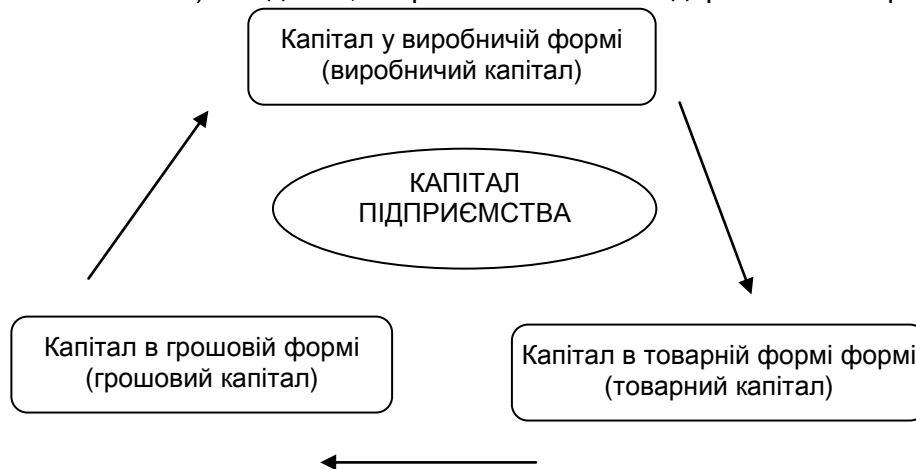 Капітал у виробничій формі
(виробничий капітал)
КАПІТАЛ
ПІДПРИЄМСТВА
Капітал в грошовій формі
(грошовий капітал)
Капітал в товарній формі формі
(товарний капітал)